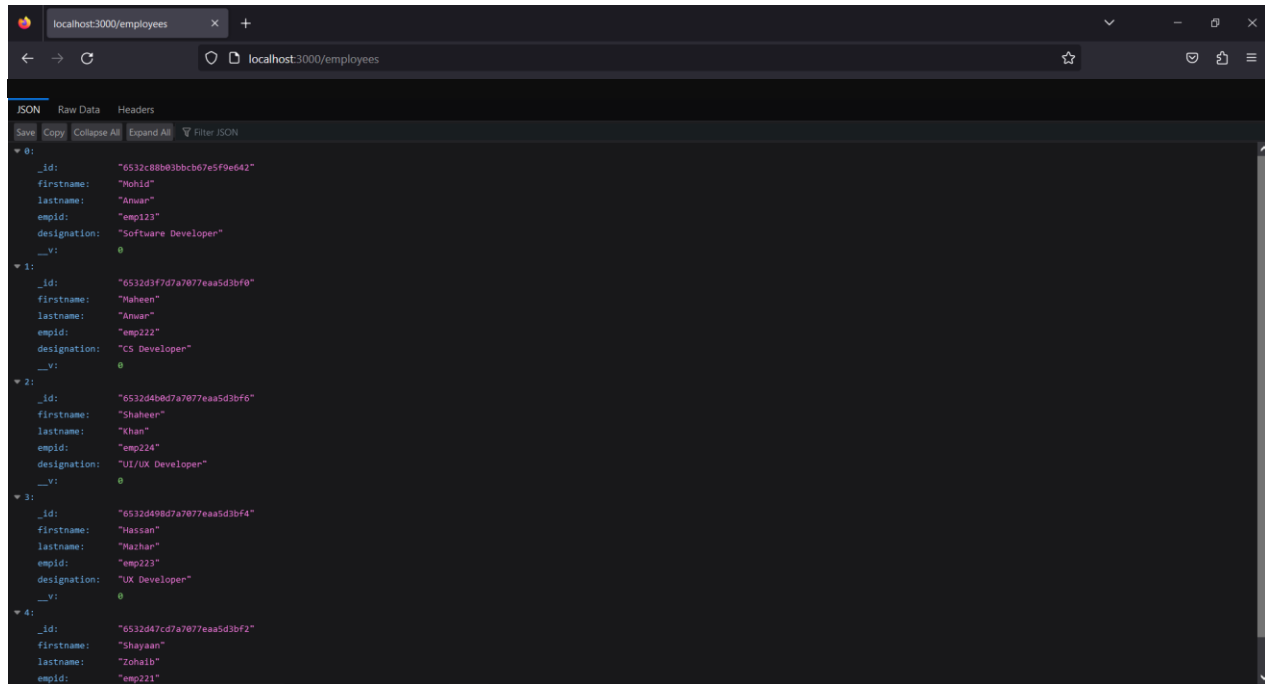 localhost:3000/employees
localhost:3000/employees
JSON Raw Data Headers
Save Copy Collapse All Expand All Filter JSON
0:
_id: "6532c88b03bbcb67e5f9e642"
firstname: "Mohid"
lastname: "Anwar"
empid: "emp123"
designation: "Software Developer"
__v: 0
1:
_id: "6532d3f7d7a7077eaa5d3bf0"
firstname: "Maheen"
lastname: "Anwar"
empid: "emp222"
designation: "CS Developer"
__v: 0
2:
_id: "6532d4b0d7a7077eaa5d3bf6"
firstname: "Shaheer"
lastname: "Khan"
empid: "emp224"
designation: "UI/UX Developer"
__v: 0
3:
_id: "6532d498d7a7077eaa5d3bf4"
firstname: "Hassan"
lastname: "Mazhar"
empid: "emp223"
designation: "UX Developer"
__v: 0
4:
_id: "6532d47cd7a7077eaa5d3bf2"
firstname: "Shayaan"
lastname: "Zohaib"
empid: "emp221"